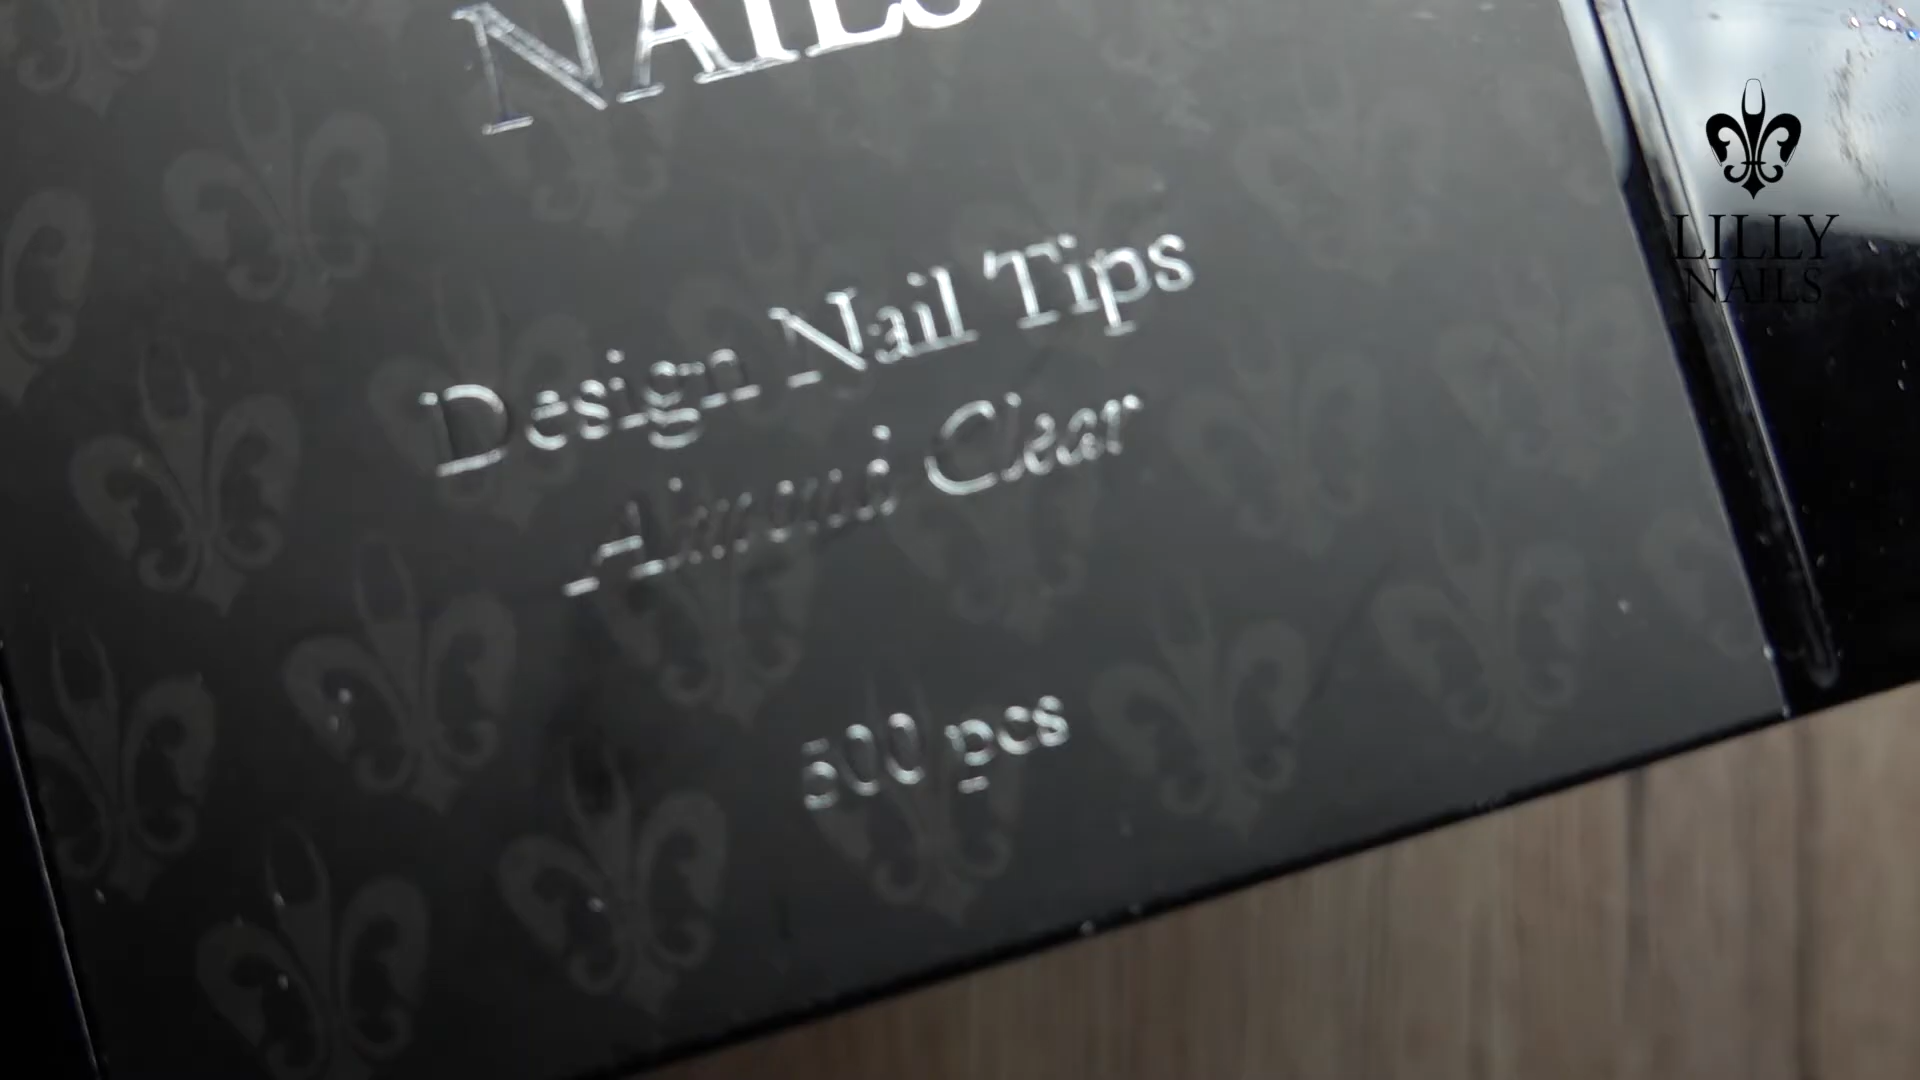 NAILS
Design Nail Tips
Almond Clear
500 pcs
LILLY
NAILS